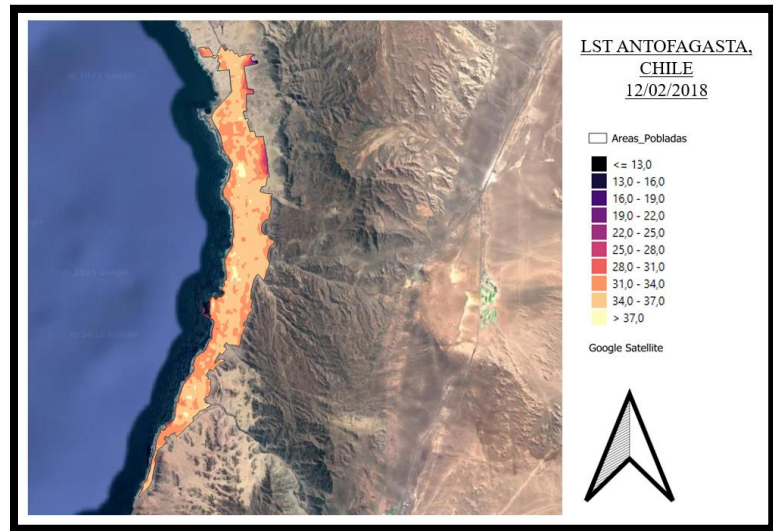 LST ANTOFAGASTA,
CHILE
12/02/2018
Areas_Pobladas
<= 13,0
13,0 - 16,0
16,0 - 19,0
19,0 - 22,0
22,0 - 25,0
25,0 - 28,0
28,0 - 31,0
31,0 - 34,0
34,0 - 37,0
> 37,0
Google Satellite